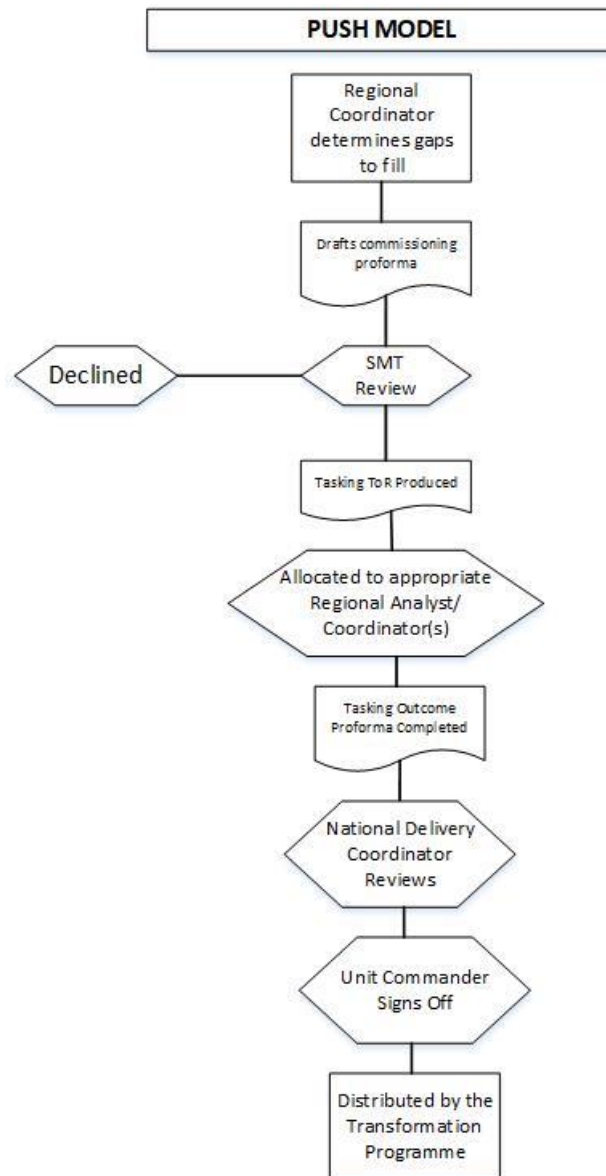 PUSH MODEL
Regional
Coordinator
determines gaps
to fill
Drafts commissioning
proforma
Declined
SMT
Review
Tasking ToR Produced
Allocated to appropriate
Regional Analyst/
Coordinator(s)
Tasking Outcome
Proforma Completed
National Delivery
Coordinator
Reviews
Unit Commander
Signs Off
Distributed by the
Transformation
Programme